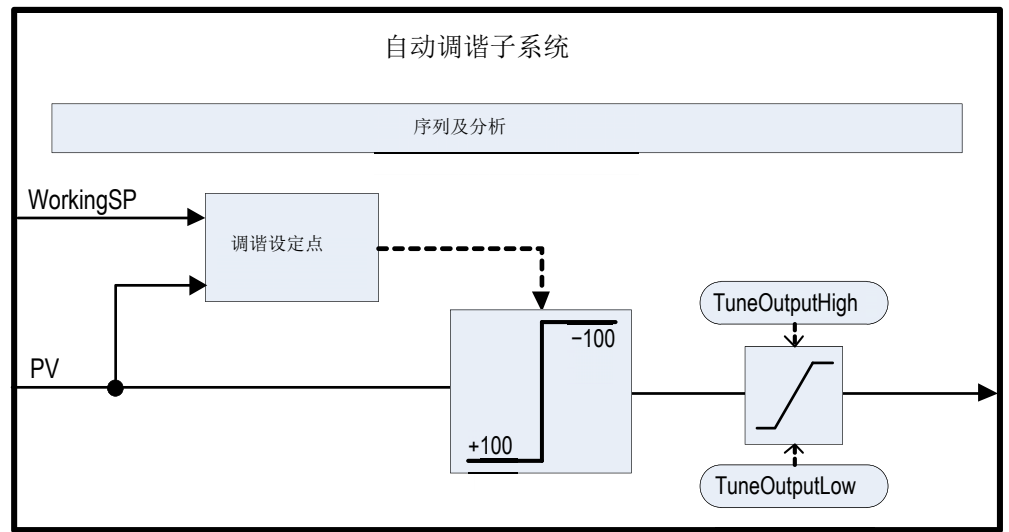 自动调谐子系统
序列及分析
WorkingSP
调谐设定点
TuneOutputHigh
−100
PV
+100
TuneOutputLow